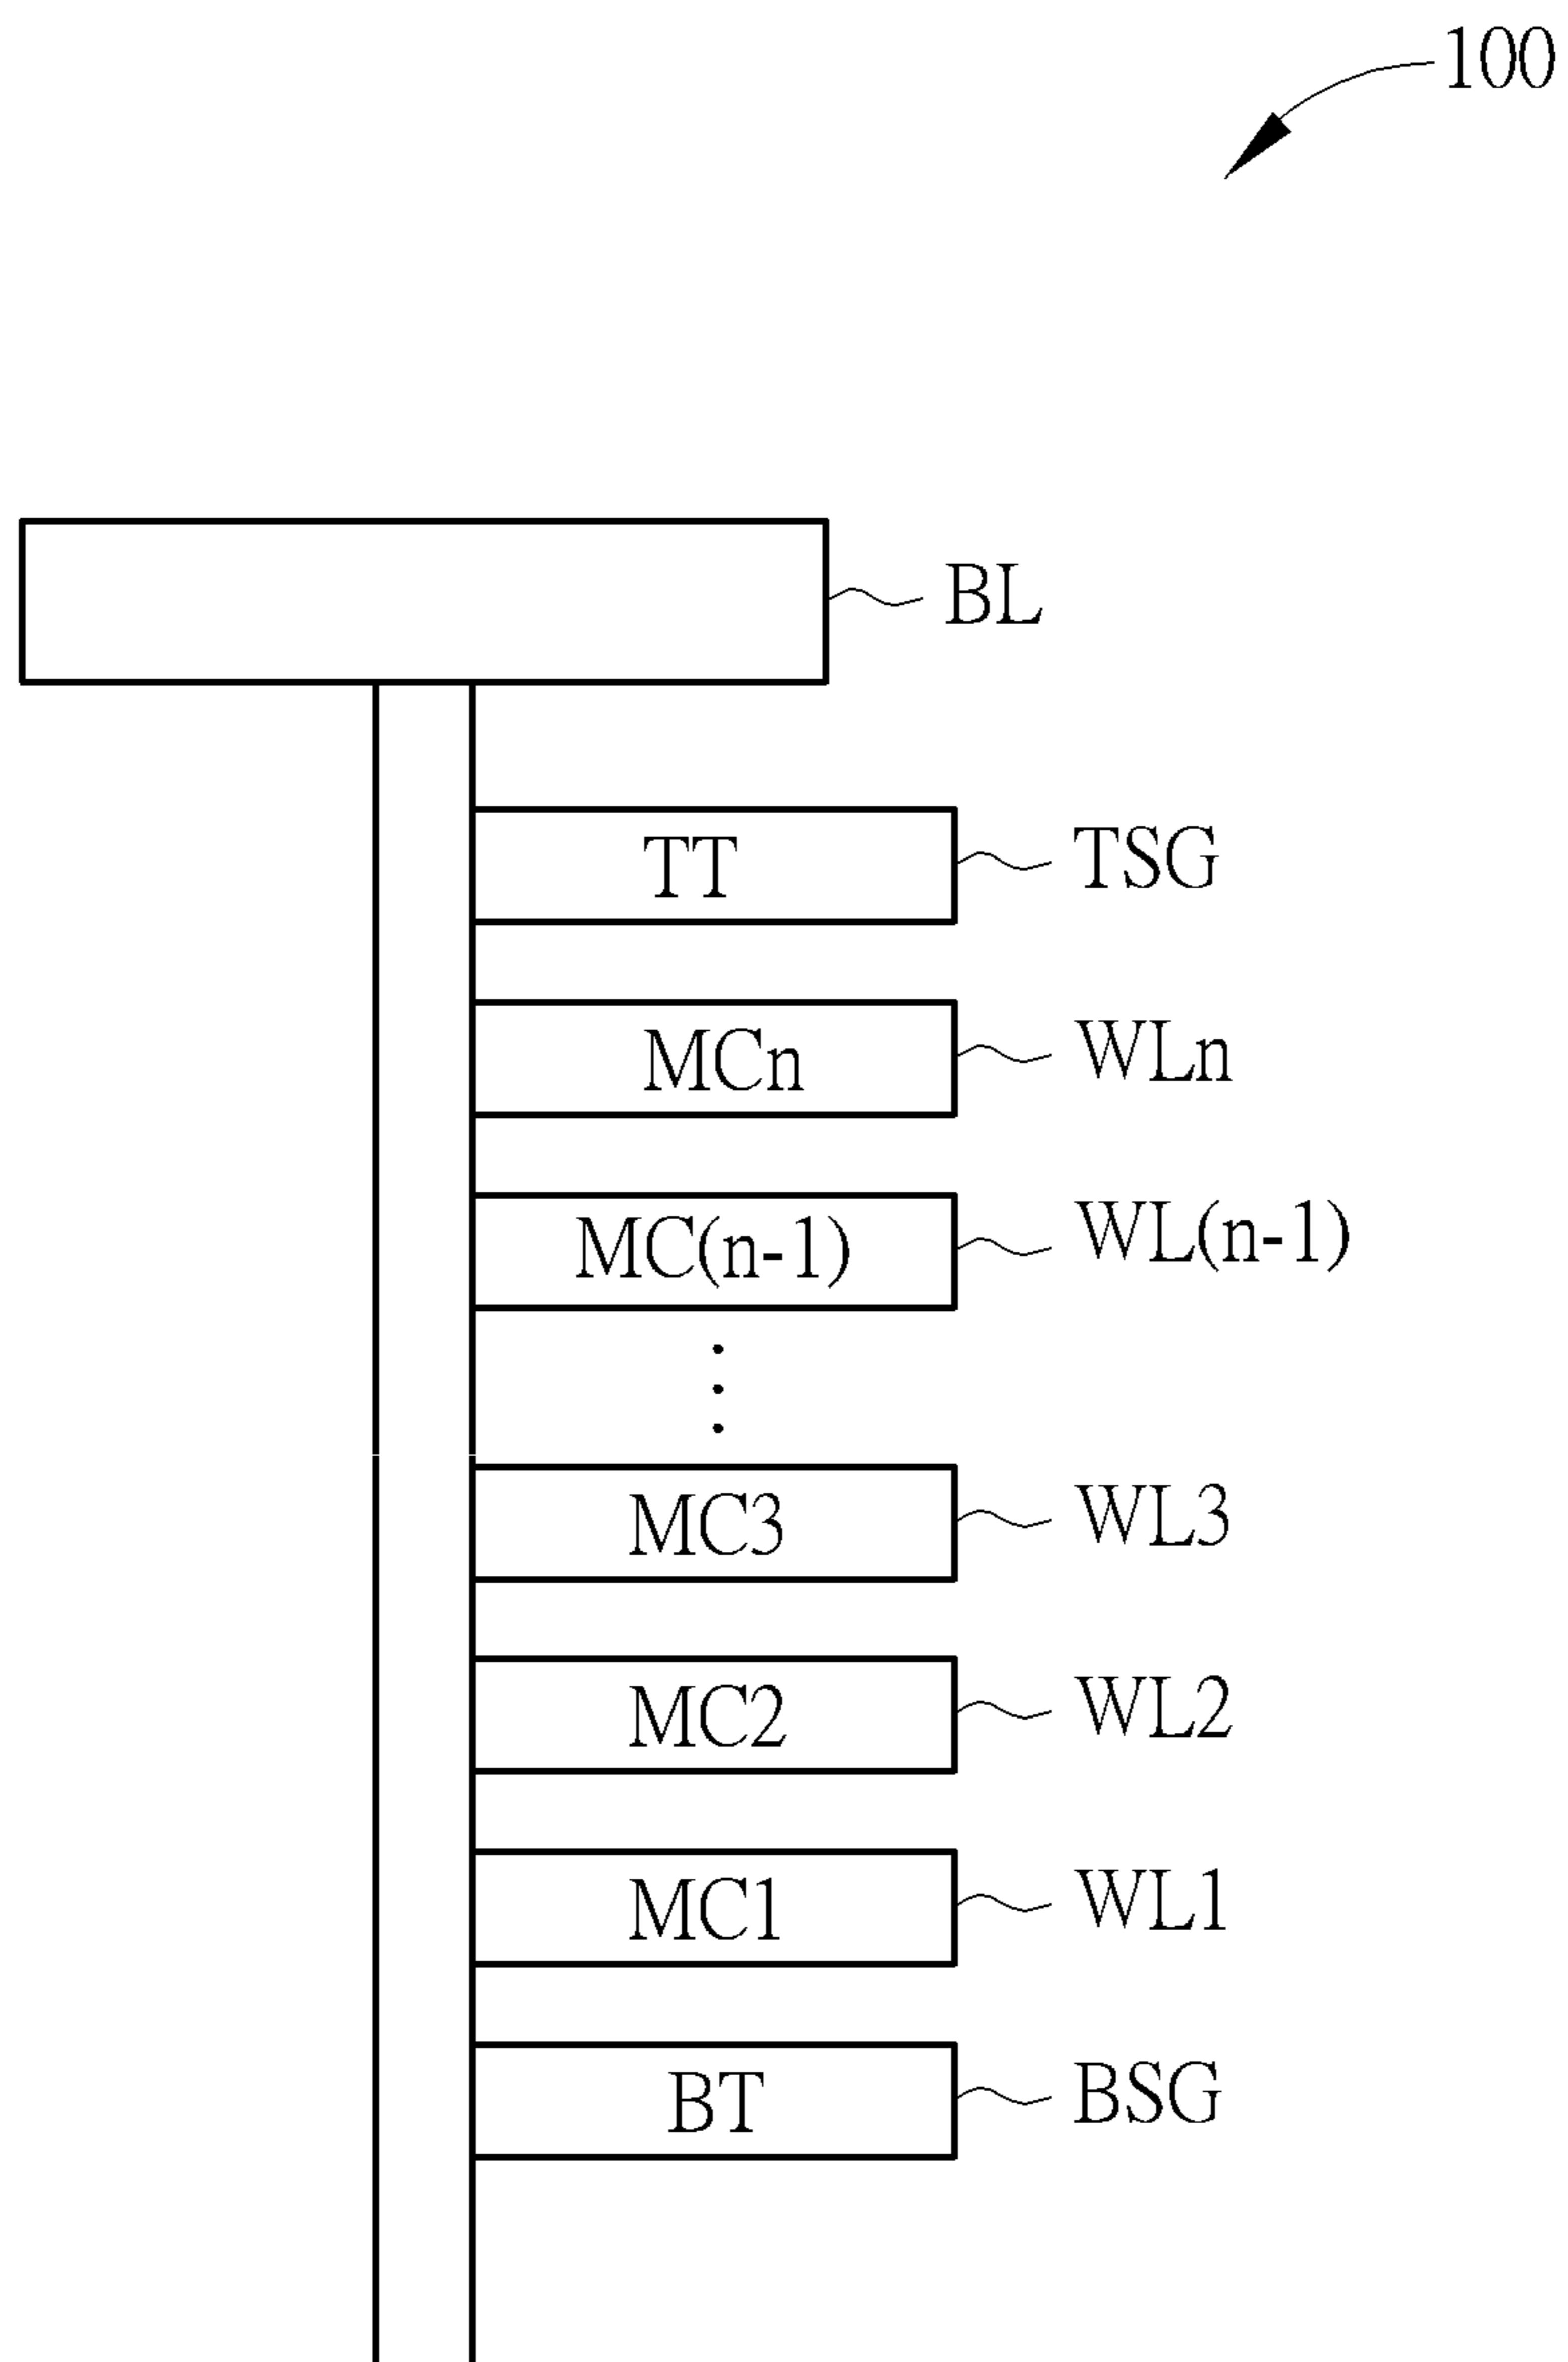 100
BL
TT TSG
MCn WLn
MC(n-1) WL(n-1)
MC3 WL3
MC2 WL2
MC1 WL1
BT BSG